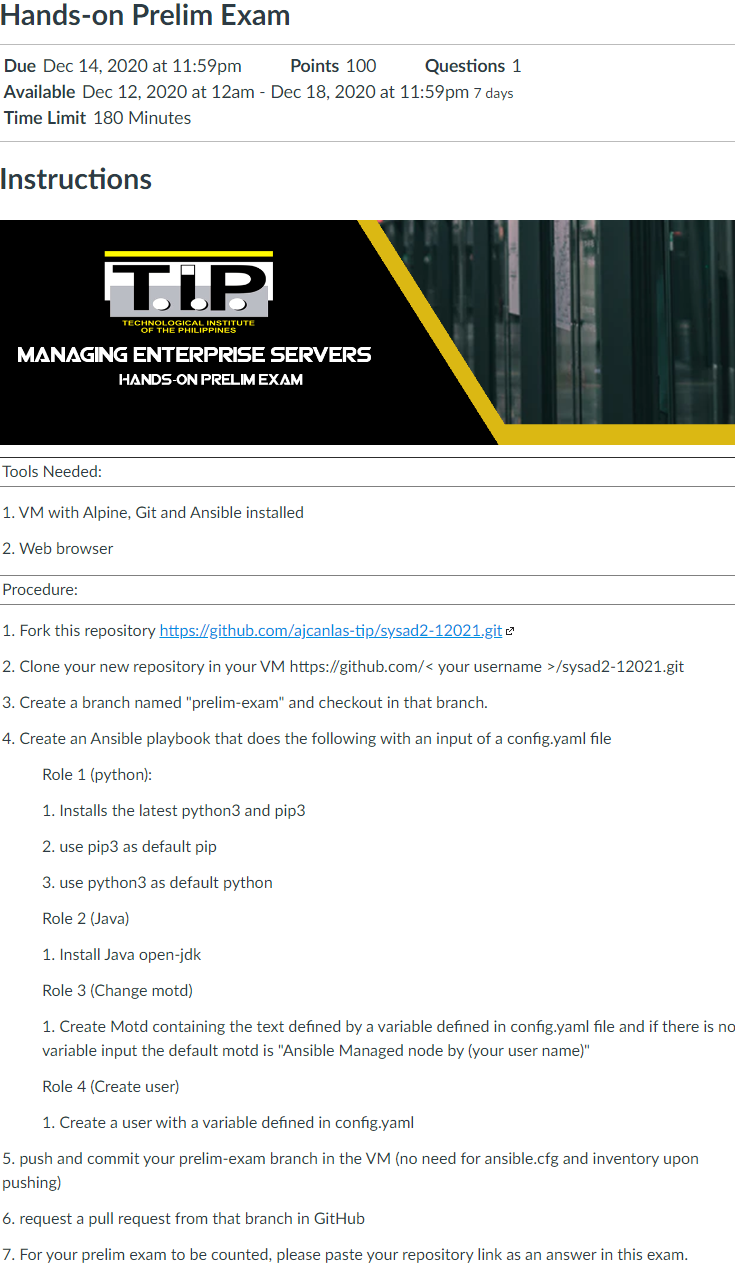 Hands-on Prelim Exam
Due Dec 14, 2020 at 11:59pm Points 100 Questions 1
Available Dec 12, 2020 at 12am - Dec 18, 2020 at 11:59pm 7 days
Time Limit 180 Minutes
Instructions
T.i.P.
TECHNOLOGICAL INSTITUTE
OF THE PHILIPPINES
MANAGING ENTERPRISE SERVERS
HANDS-ON PRELIM EXAM
Tools Needed:
1. VM with Alpine, Git and Ansible installed
2. Web browser
Procedure:
1. Fork this repository https://github.com/ajcanlas-tip/sysad2-12021.git
2. Clone your new repository in your VM https://github.com/< your username >/sysad2-12021.git
3. Create a branch named "prelim-exam" and checkout in that branch.
4. Create an Ansible playbook that does the following with an input of a config.yaml file
Role 1 (python):
1. Installs the latest python3 and pip3
2. use pip3 as default pip
3. use python3 as default python
Role 2 (Java)
1. Install Java open-jdk
Role 3 (Change motd)
1. Create Motd containing the text defined by a variable defined in config.yaml file and if there is no
variable input the default motd is "Ansible Managed node by (your user name)"
Role 4 (Create user)
1. Create a user with a variable defined in config.yaml
5. push and commit your prelim-exam branch in the VM (no need for ansible.cfg and inventory upon
pushing)
6. request a pull request from that branch in GitHub
7. For your prelim exam to be counted, please paste your repository link as an answer in this exam.